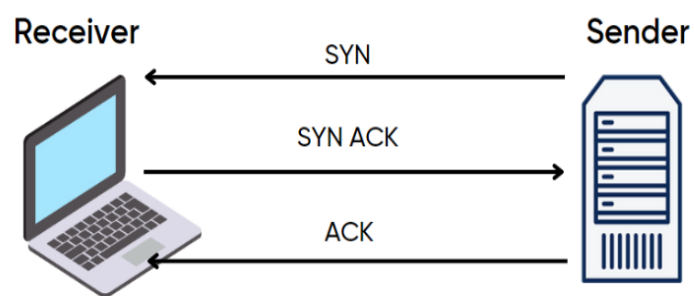 Receiver
Sender
SYN
SYN ACK
ACK